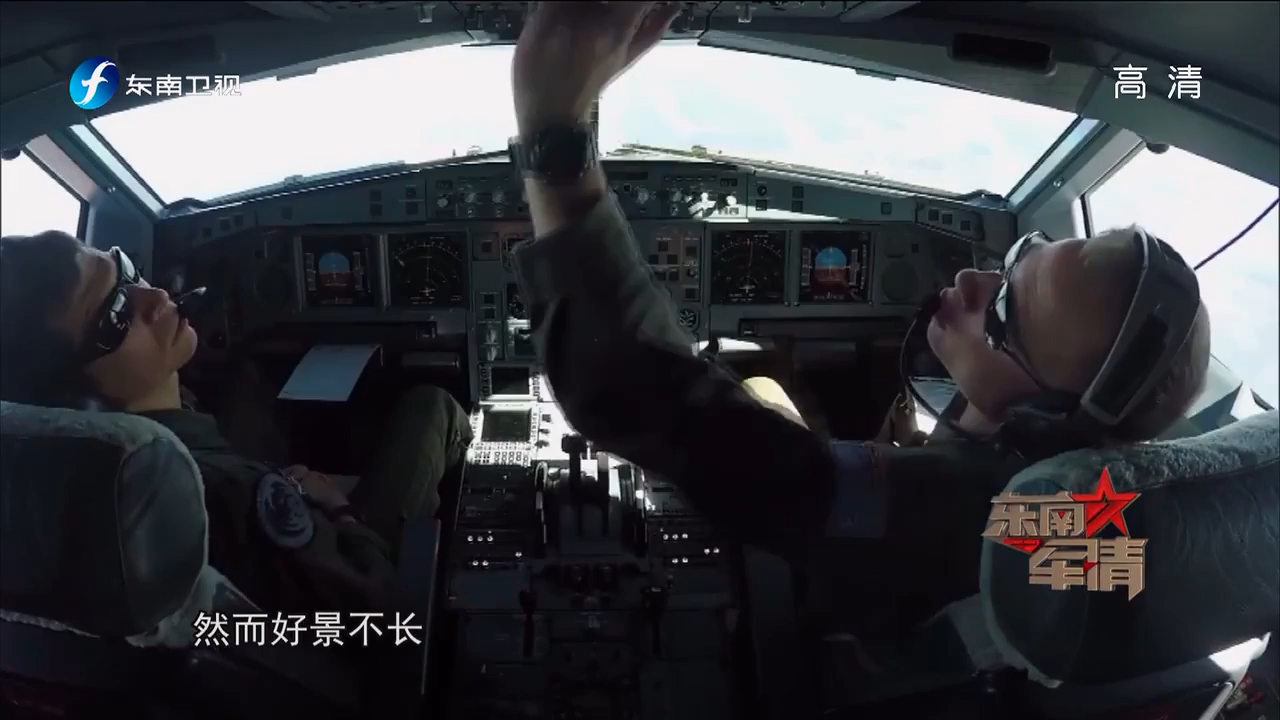 东南卫视
高清
东南
军情
然而好景不长